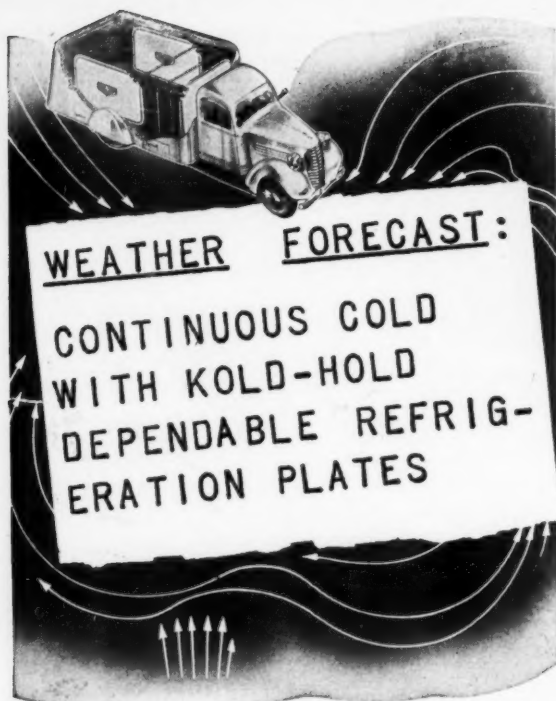 WEATHER FORECAST:
CONTINUOUS COLD
WITH KOLD-HOLD
DEPENDABLE REFRIG-
ERATION PLATES